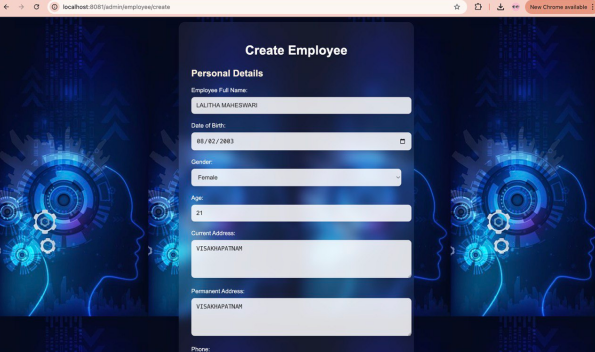 localhost:8081/admin/employee/create
New Chrome available
Create Employee
Personal Details
Employee Full Name:
LALITHA MAHESWARI
Date of Birth:
08/02/2003
Gender:
Female
Age:
21
Current Address:
VISAKHAPATNAM
Permanent Address:
VISAKHAPATNAM
Phone: